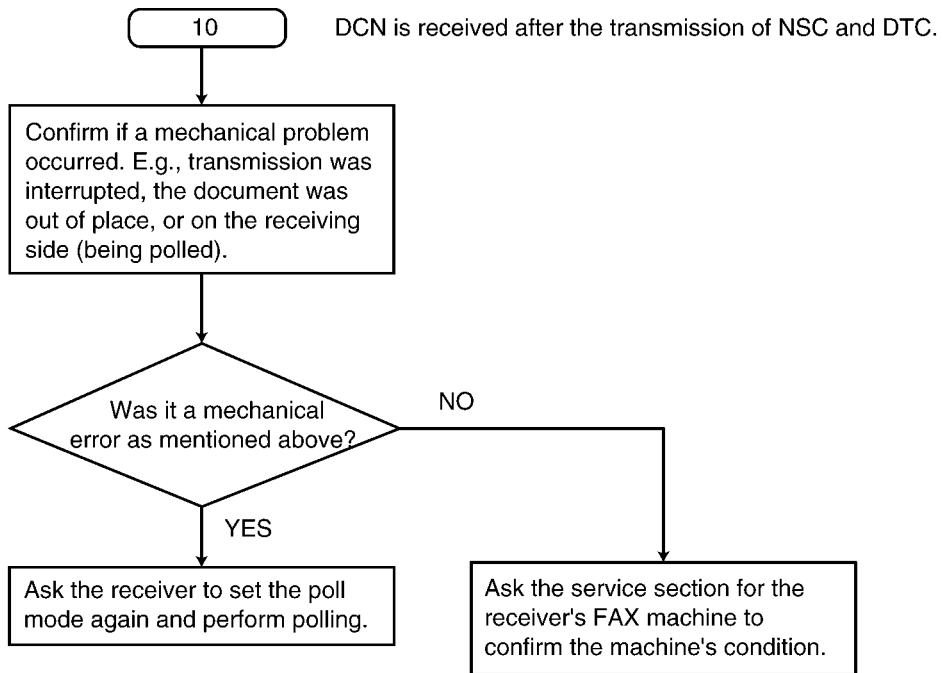 10
DCN is received after the transmission of NSC and DTC.
Confirm if a mechanical problem
occurred. E.g., transmission was
interrupted, the document was
out of place, or on the receiving
side (being polled).
Was it a mechanical
error as mentioned above?
NO
YES
Ask the receiver to set the poll
mode again and perform polling.
Ask the service section for the
receiver's FAX machine to
confirm the machine's condition.